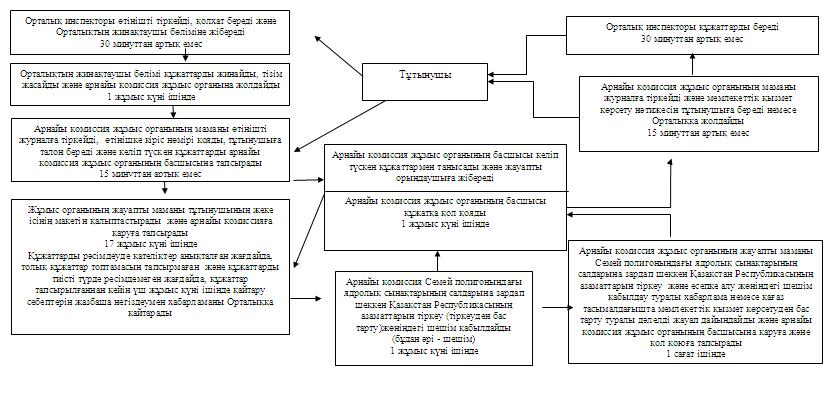 Орталық инспекторы өтінішті тіркейді, қолхат береді және
Орталықтың жинақтаушы бөліміне жібереді
30 минуттан артық емес
Орталықтың жинақтаушы бөлімі құжаттарды жинайды, тізім
жасайды және арнайы комиссия жұмыс органына жолдайды
1 жұмыс күні ішінде
Арнайы комиссия жұмыс органының маманы өтінішті
журналға тіркейді, өтінішке кіріс нөмірі қояды, тұтынушыға
талон береді және келіп түскен құжаттарды арнайы
комиссия жұмыс органының басшысына тапсырады
15 минуттан артық емес
Жұмыс органының жауапты маманы тұтынушының жеке
ісінің макетін қалыптастырады және арнайы комиссияға
қаруға тапсырады
17 жұмыс күні ішінде
Құжаттарды ресімдеуде қателіктер анықталған жағдайда,
толық құжаттар топтамасын тапсырмаған және құжаттарды
тиісті түрде ресімдемеген жағдайда, құжаттар
тапсырылғаннан кейін үш жұмыс күні ішінде қайтару
себептерін жазбаша негіздеумен хабарламаны Орталыққа
қайтарады
Тұтынушы
Арнайы комиссия жұмыс органының басшысы келіп
түскен құжаттармен танысады және жауапты
орындаушыға жібереді
Арнайы комиссия жұмыс органының басшысы
құжатқа қол қояды
1 жұмыс күні ішінде
Арнайы комиссия Семей полигонындағы
ядролық сынақтарының салдарына зардап
шеккен Қазақстан Республикасының
азаматтарын тіркеу (тіркеуден бас
тарту)жөніндегі шешім қабылдайды
(бұдан әрі - шешім)
1 жұмыс күні ішінде
Орталық инспекторы құжаттарды береді
30 минуттан артық емес
Арнайы комиссия жұмыс органының маманы
журналға тіркейді және мемлекеттік қызмет
көрсету нәтижесін тұтынушыға береді немесе
Орталыққа жолдайды
15 минуттан артық емес
Арнайы комиссия жұмыс органының жауапты маманы
Семей полигонындағы ядролық сынақтарының
салдарына зардап шеккен Қазақстан Республикасының
азаматтарын тіркеу және есепке алу жөніндегі шешім
қабылдау туралы хабарлама немесе қағаз
тасымалдағышта мемлекеттік қызмет көрсетуден бас
тарту туралы дәлелді жауап дайындайды және арнайы
комиссия жұмыс органының басшысына қаруға және
қол қоюға тапсырады
1 сағат ішінде